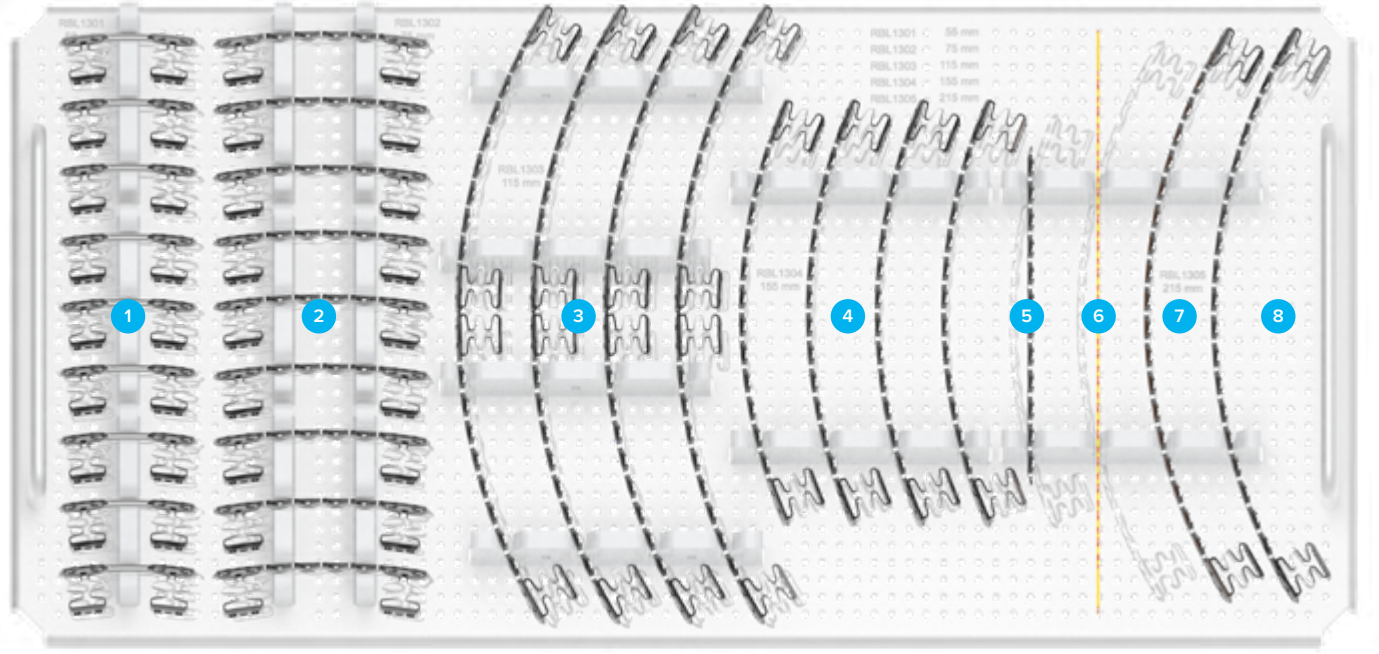 RBL1301
RBL1302
RBL1301 - 55 mm
RBL1302 - 75 mm
RBL1303 - 115 mm
RBL1304 - 155 mm
RBL1305 - 215 mm
RBL1303
115 mm
RBL1304
155 mm
RBL1305
215 mm
1
2
3
4
5
6
7
8